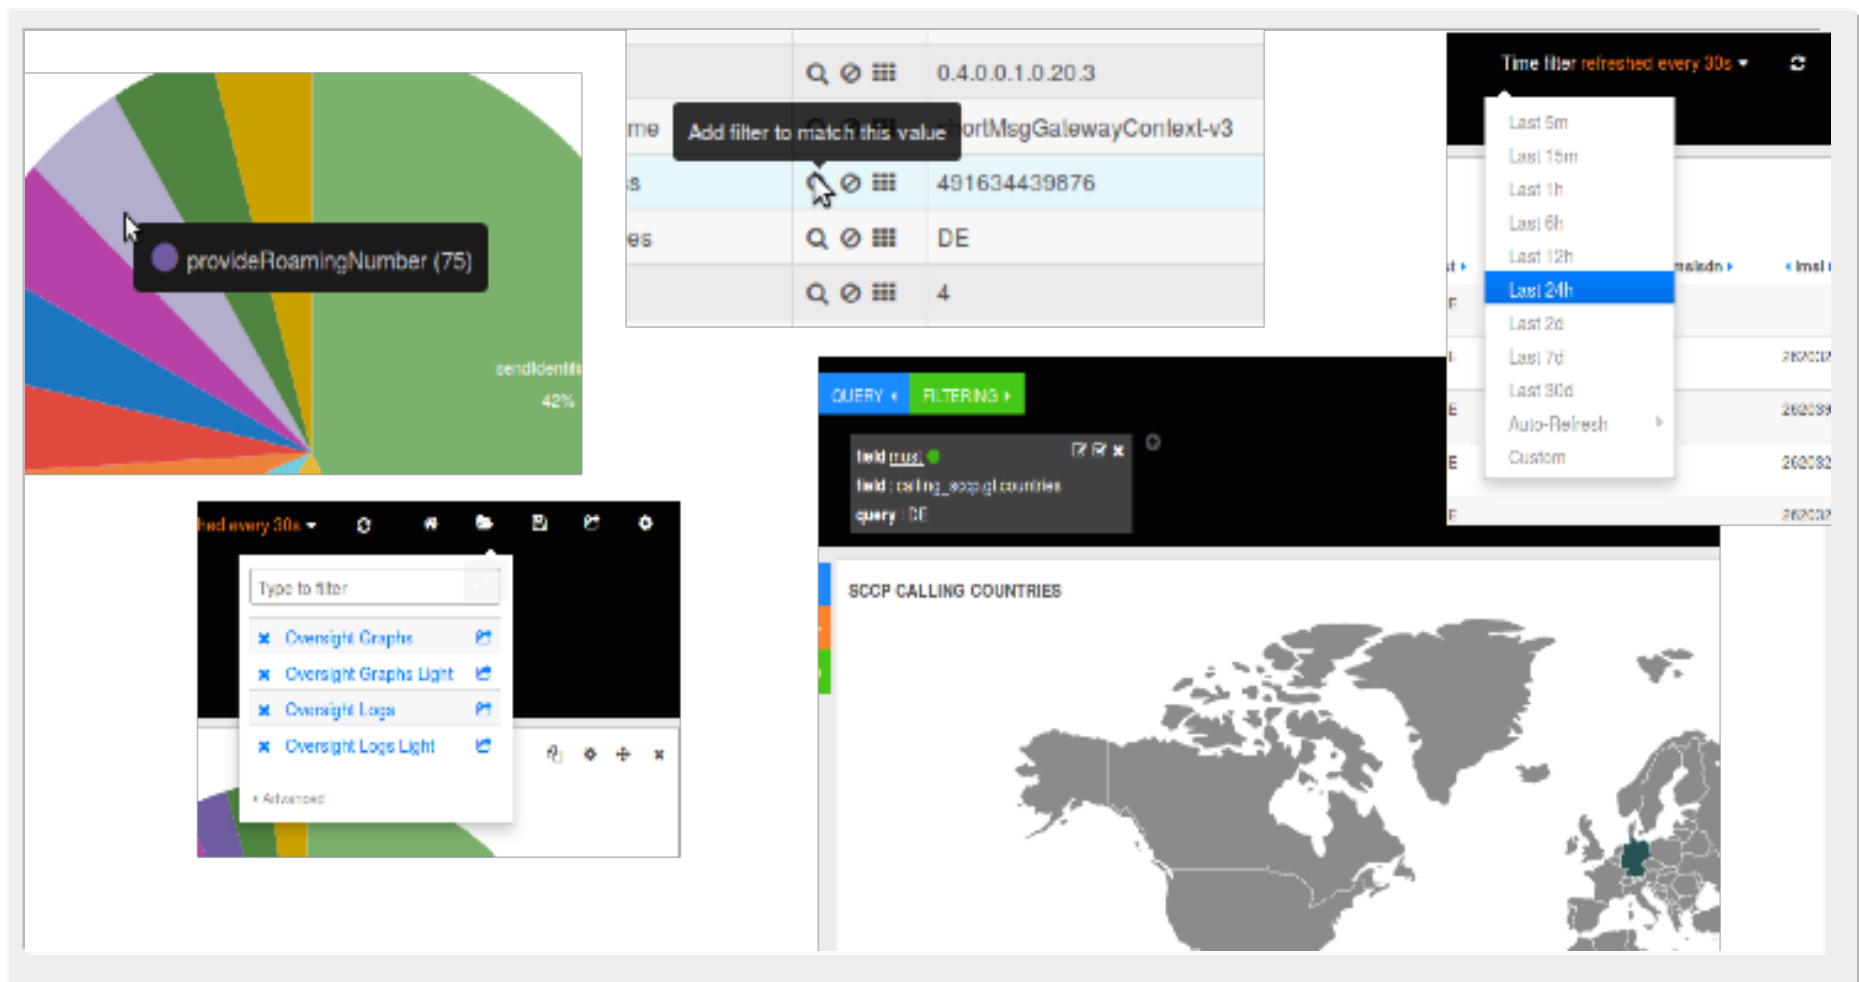 provideRoamingNumber (75)
42%
0.4.0.0.1.0.20.3
me
Add filter to match this value
ortMsgGatewayContext-v3
s
491634439876
es
DE
4
Time filter refreshed every 30s
Last 5m
Last 15m
Last 1h
Last 6h
Last 12h
Last 24h
Last 2d
Last 7d
Last 30d
Auto-Refresh
Custom
msisdn
imsi
E
E
E
E
QUERY
FILTERING
field must
field : calling_sccp.gt.countries
query : DE
SCCP CALLING COUNTRIES
hed every 30s
Type to filter
Oversight Graphs
Oversight Graphs Light
Oversight Logs
Oversight Logs Light
Advanced